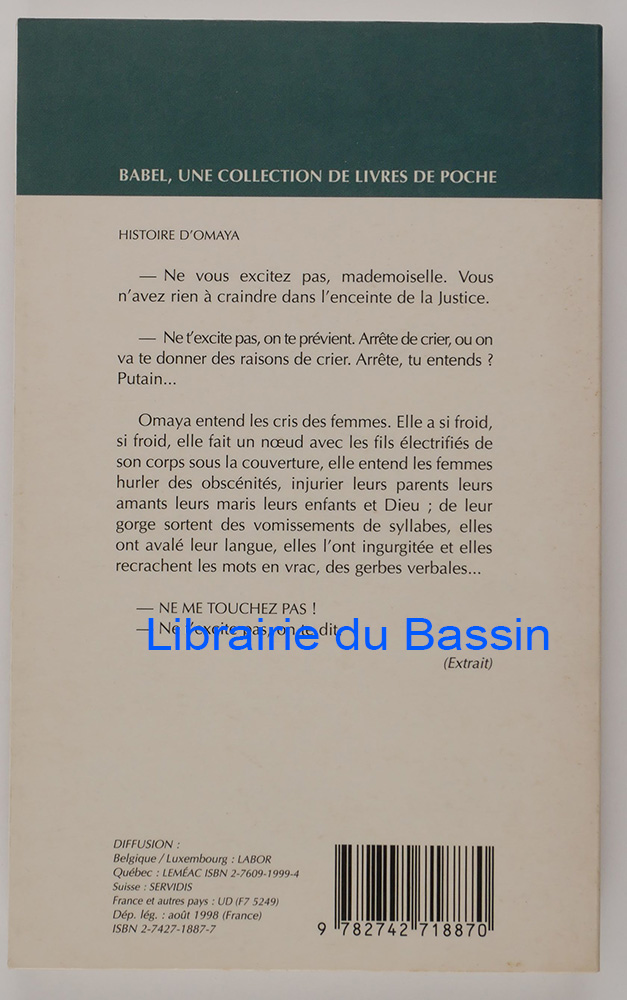 BABEL, UNE COLLECTION DE LIVRES DE POCHE
HISTOIRE D'OMAYA
— Ne vous excitez pas, mademoiselle. Vous
n'avez rien à craindre dans l'enceinte de la Justice.
— Ne t'excite pas, on te prévient. Arrête de crier, ou on
va te donner des raisons de crier. Arrête, tu entends ?
Putain...
Omaya entend les cris des femmes. Elle a si froid,
si froid, elle fait un nœud avec les fils électrifiés de
son corps sous la couverture, elle entend les femmes
hurler des obscénités, injurier leurs parents leurs
amants leurs maris leurs enfants et Dieu ; de leur
gorge sortent des vomissements de syllabes, elles
ont avalé leur langue, elles l'ont ingurgitée et elles
recrachent les mots en vrac, des gerbes verbales...
— NE ME TOUCHEZ PAS !
— Ne t'excite pas, on te dit
Librairie du Bassin
(Extrait)
DIFFUSION :
Belgique / Luxembourg : LABOR
Québec : LEMÉAC ISBN 2-7609-1999-4
Suisse : SERVIDIS
France et autres pays : UD (F7 5249)
Dép. lég. : août 1998 (France)
ISBN 2-7427-1887-7
9 782742 718870